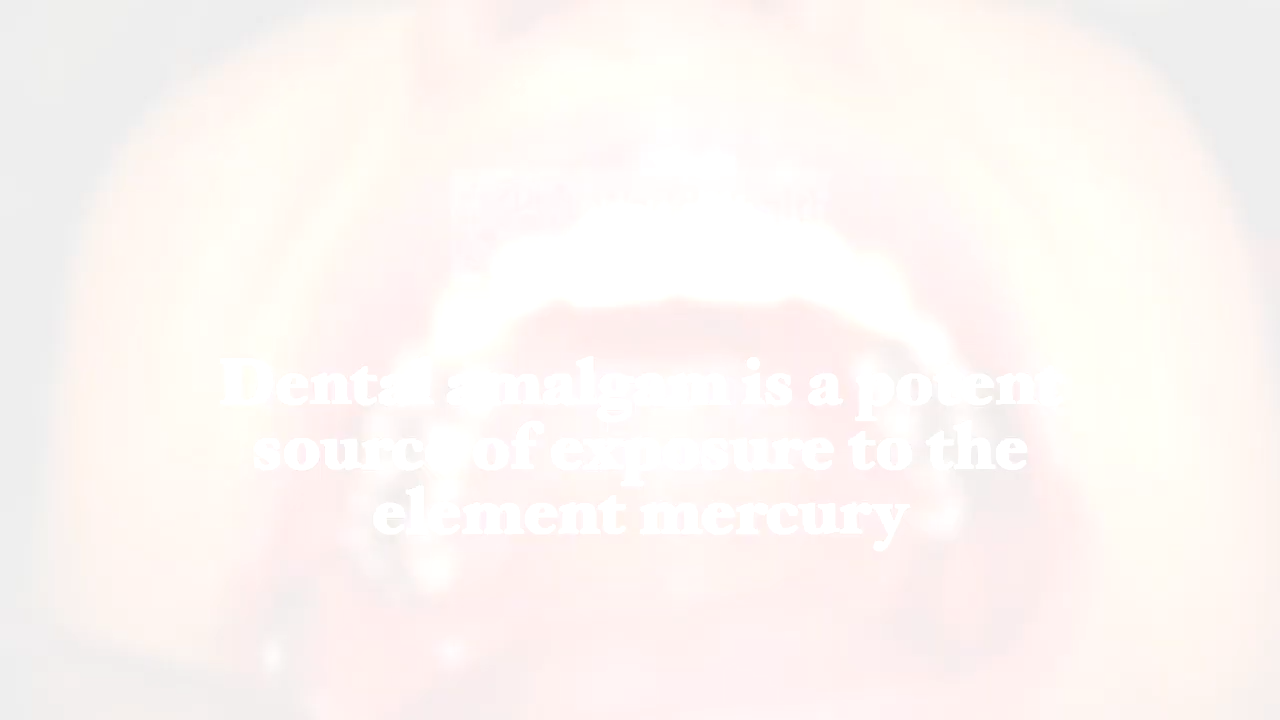 Dental amalgam is a potent
source of exposure to the
element mercury